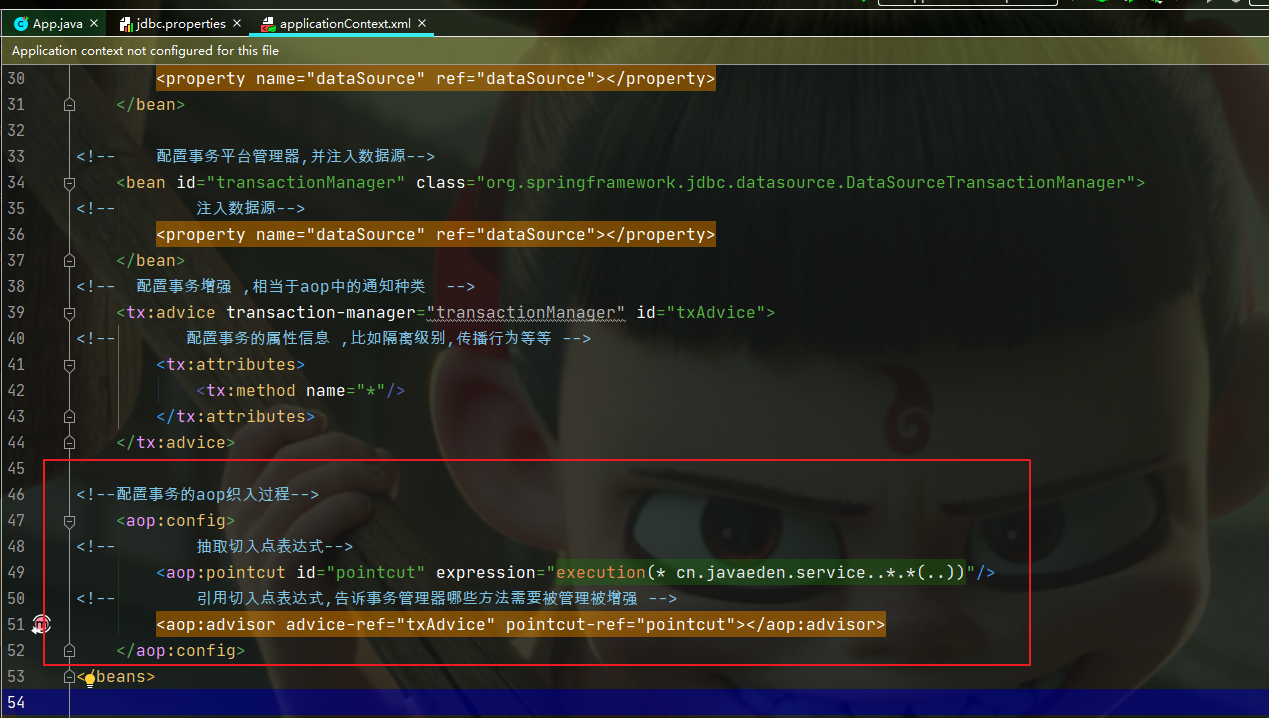 App.java
jdbc.properties
applicationContext.xml
Application context not configured for this file
30 <property name="dataSource" ref="dataSource"></property>
31 </bean>
32
33 <!-- 配置事务平台管理器,并注入数据源-->
34 <bean id="transactionManager" class="org.springframework.jdbc.datasource.DataSourceTransactionManager">
35 <!-- 注入数据源-->
36 <property name="dataSource" ref="dataSource"></property>
37 </bean>
38 <!-- 配置事务增强 ,相当于aop中的通知种类 -->
39 <tx:advice transaction-manager="transactionManager" id="txAdvice">
40 <!-- 配置事务的属性信息 ,比如隔离级别,传播行为等等 -->
41 <tx:attributes>
42 <tx:method name="*"/>
43 </tx:attributes>
44 </tx:advice>
45
46 <!--配置事务的aop织入过程-->
47 <aop:config>
48 <!-- 抽取切入点表达式-->
49 <aop:pointcut id="pointcut" expression="execution(* cn.javaeden.service..*.*(..))"/>
50 <!-- 引用切入点表达式,告诉事务管理器哪些方法需要被管理被增强 -->
51 <aop:advisor advice-ref="txAdvice" pointcut-ref="pointcut"></aop:advisor>
52 </aop:config>
53 </beans>
54